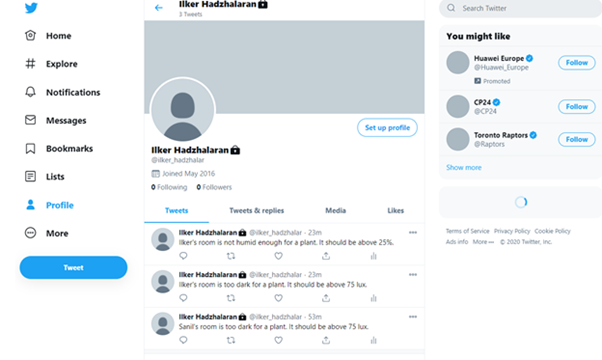 Ilker Hadzhalaran
3 Tweets
Search Twitter
Home
Explore
Notifications
Messages
Bookmarks
Lists
Profile
More
Tweet
Set up profile
Ilker Hadzhalaran
@ilker_hadzhalar
Joined May 2016
0 Following 0 Followers
Tweets Tweets & replies Media Likes
Ilker Hadzhalaran @ilker_hadzhalar · 23m
Ilker's room is not humid enough for a plant. It should be above 25%.
Ilker Hadzhalaran @ilker_hadzhalar · 23m
Ilker's room is too dark for a plant. It should be above 75 lux.
Ilker Hadzhalaran @ilker_hadzhalar · 53m
Sanil's room is too dark for a plant. It should be above 75 lux.
You might like
Huawei Europe
@Huawei_Europe
Follow
Promoted
CP24
@CP24
Follow
Toronto Raptors
@Raptors
Follow
Show more
Terms of Service Privacy Policy Cookie Policy
Ads info More © 2020 Twitter, Inc.